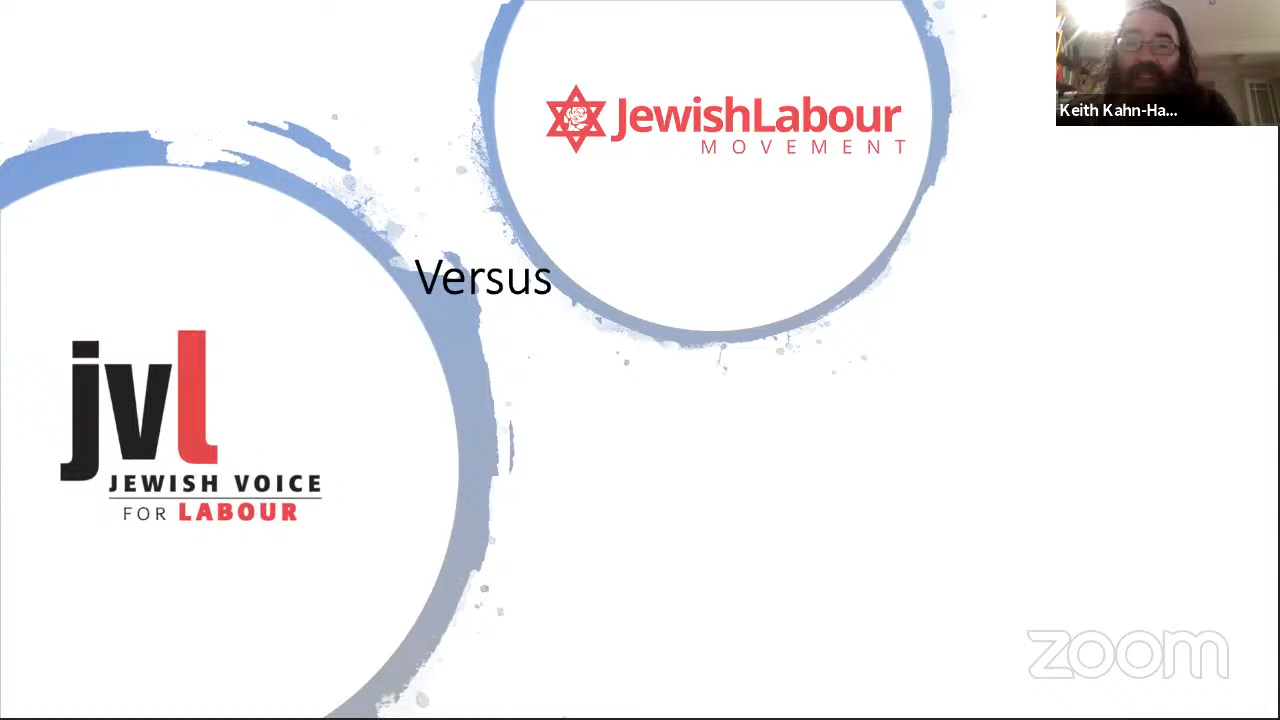 JewishLabour
MOVEMENT
Keith Kahn-Ha...
Versus
jvl
JEWISH VOICE
FOR LABOUR
zoom